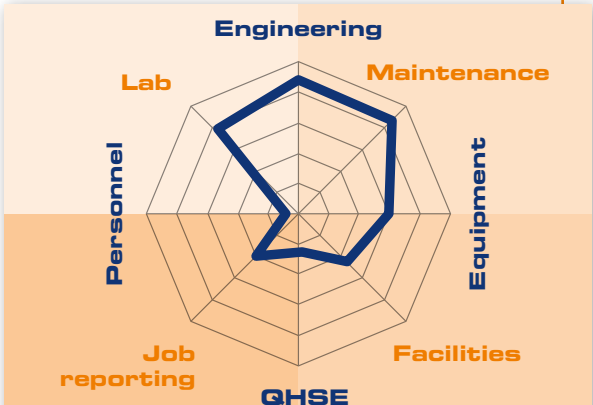 Engineering
Maintenance
Lab
Personnel
Equipment
Job
reporting
Facilities
QHSE